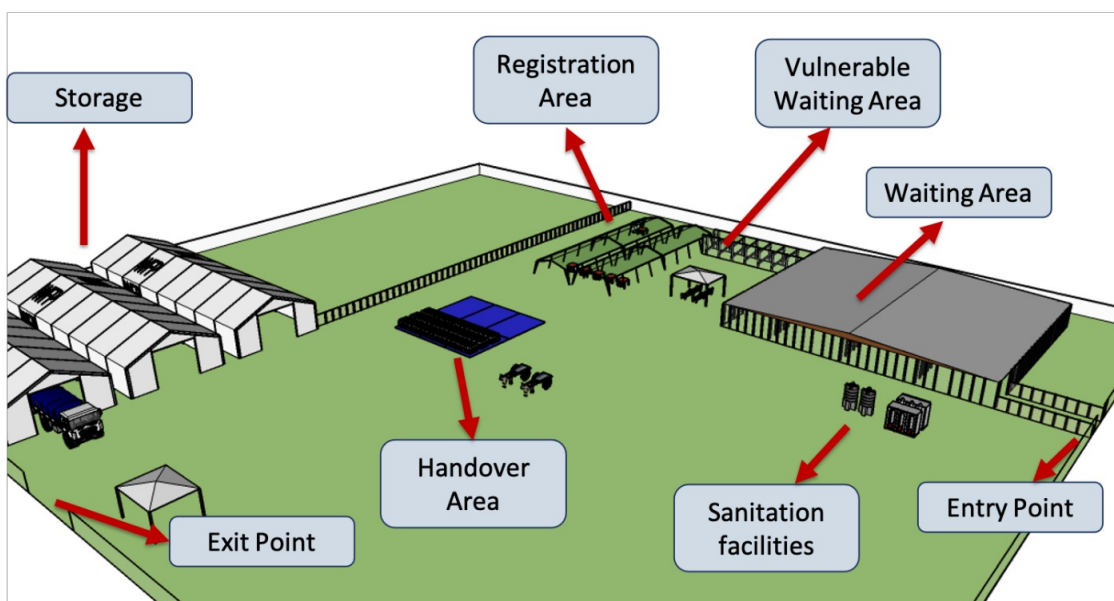 Storage
Registration
Area
Vulnerable
Waiting Area
Waiting Area
Handover
Area
Exit Point
Sanitation
facilities
Entry Point